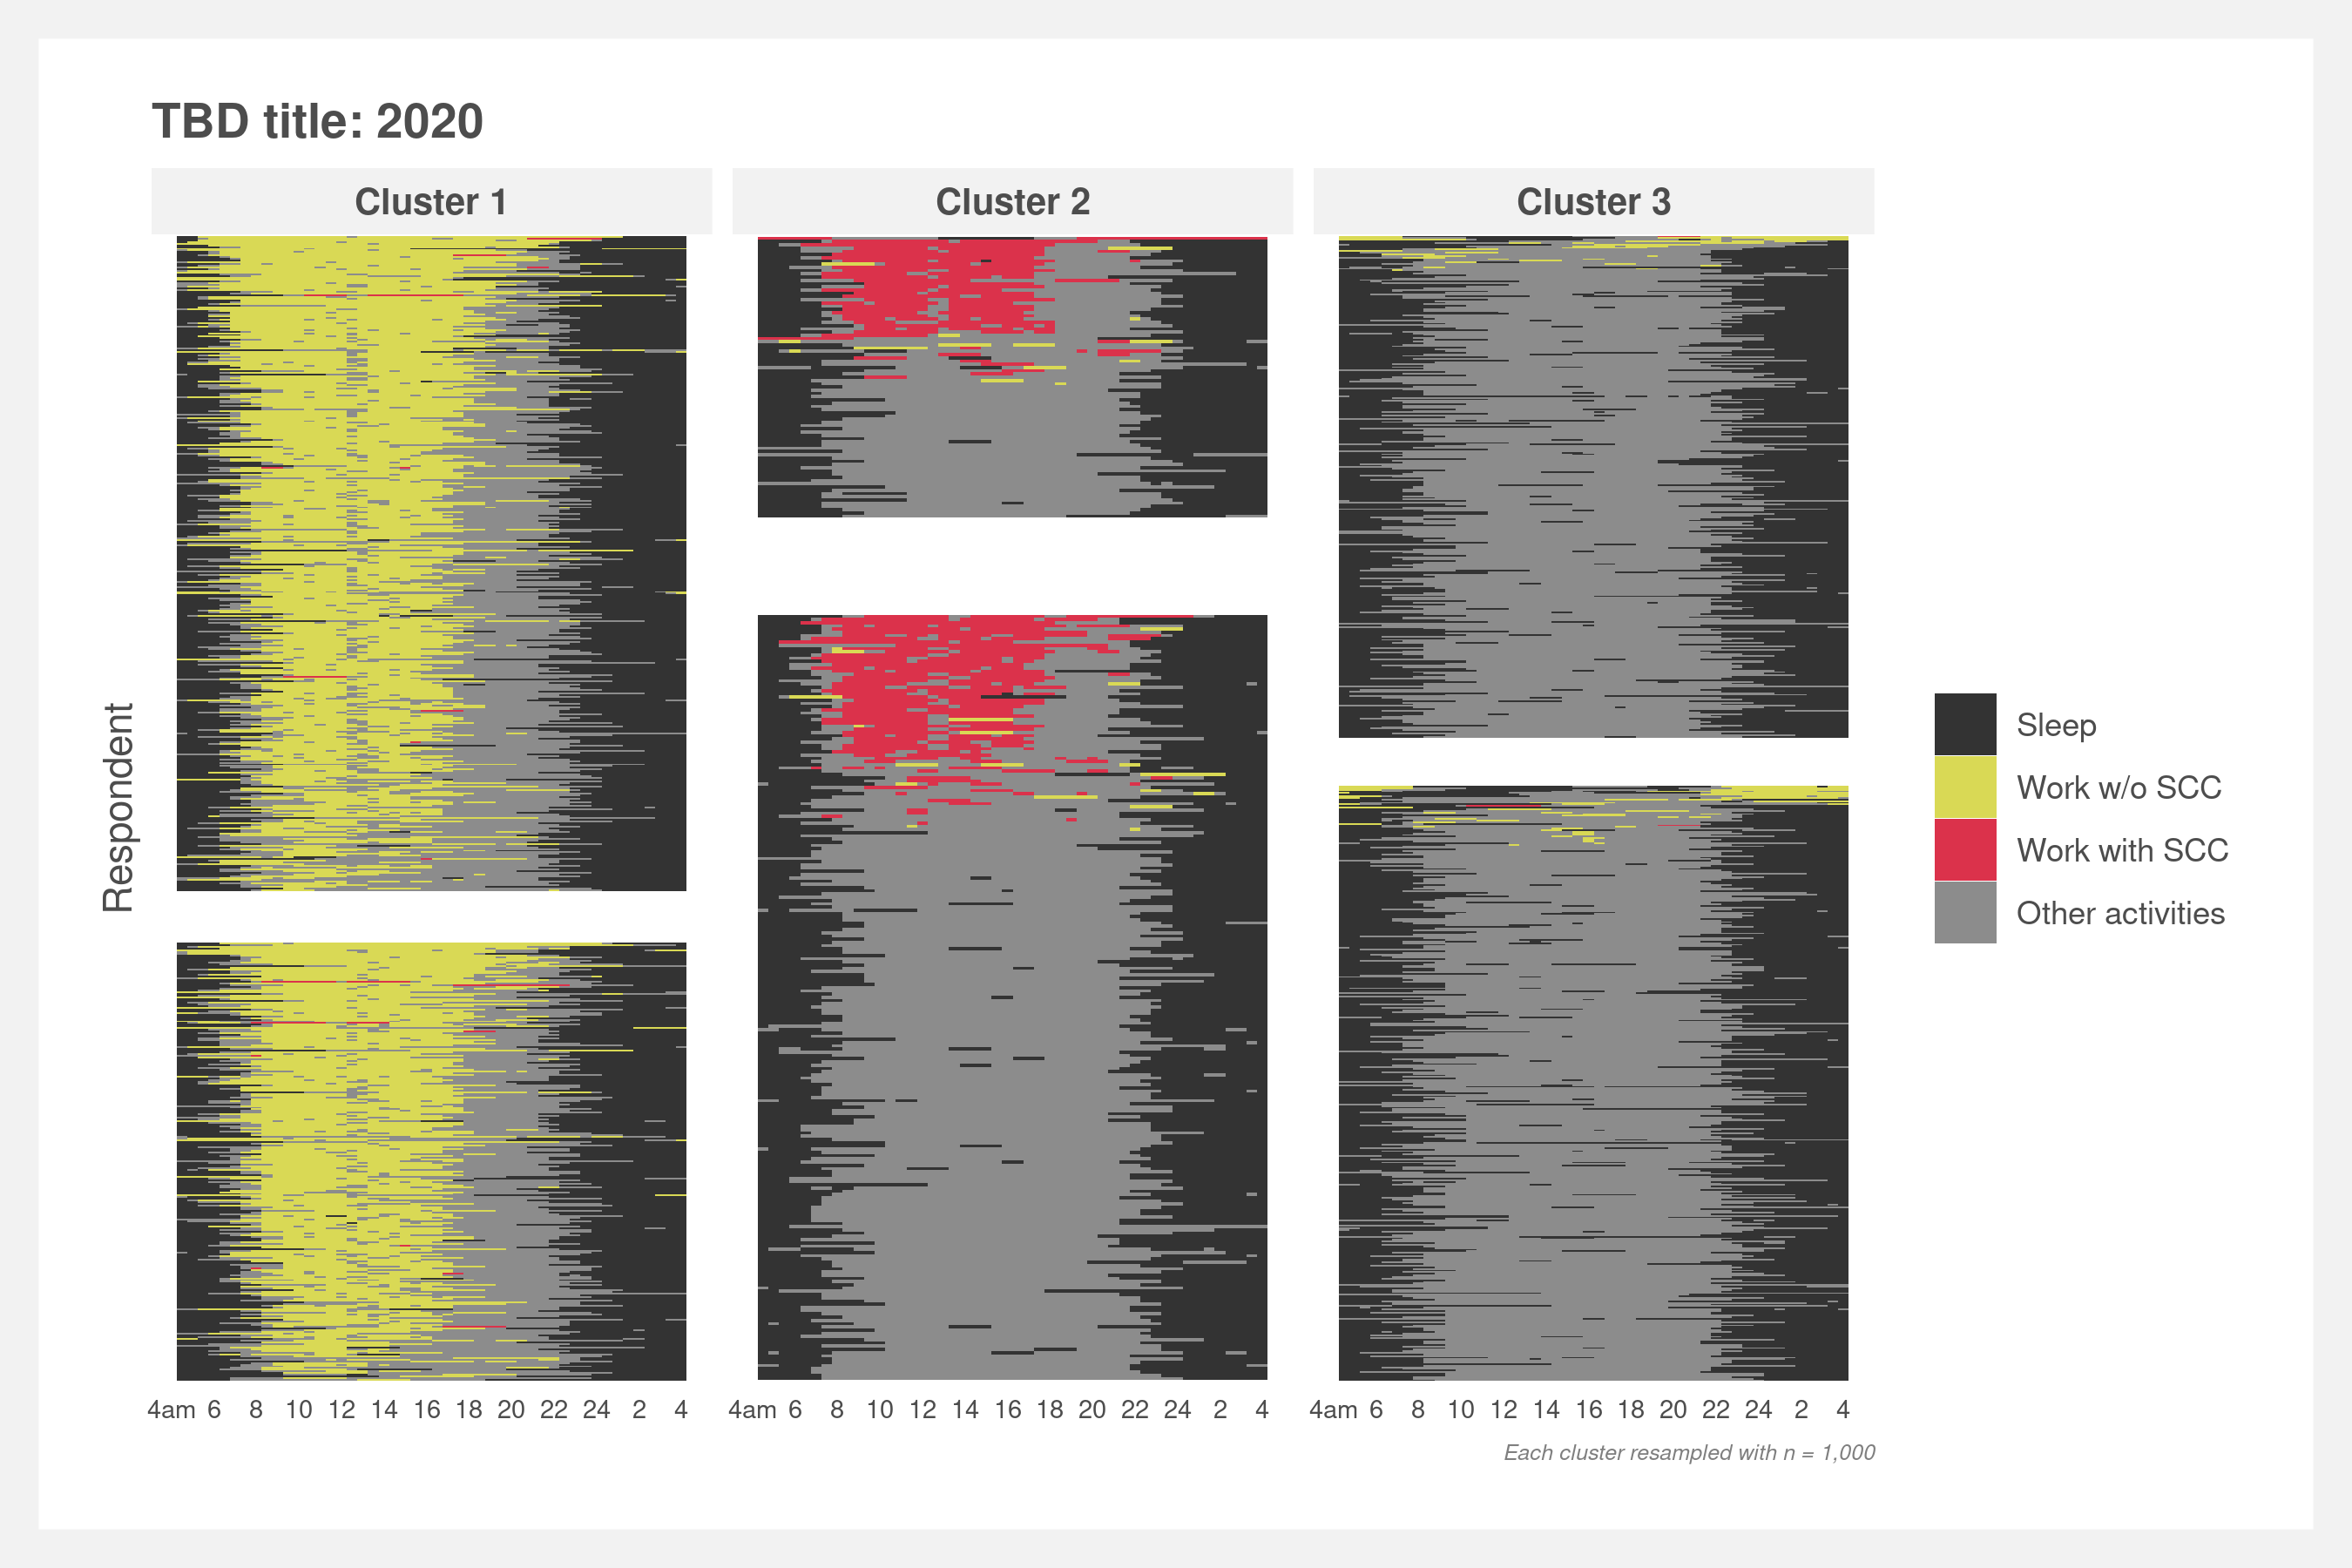 TBD title: 2020
Cluster 1
Cluster 2
Cluster 3
Respondent
Sleep
Work w/o SCC
Work with SCC
Other activities
4am 6 8 10 12 14 16 18 20 22 24 2 4
4am 6 8 10 12 14 16 18 20 22 24 2 4
4am 6 8 10 12 14 16 18 20 22 24 2 4
Each cluster resampled with n = 1,000